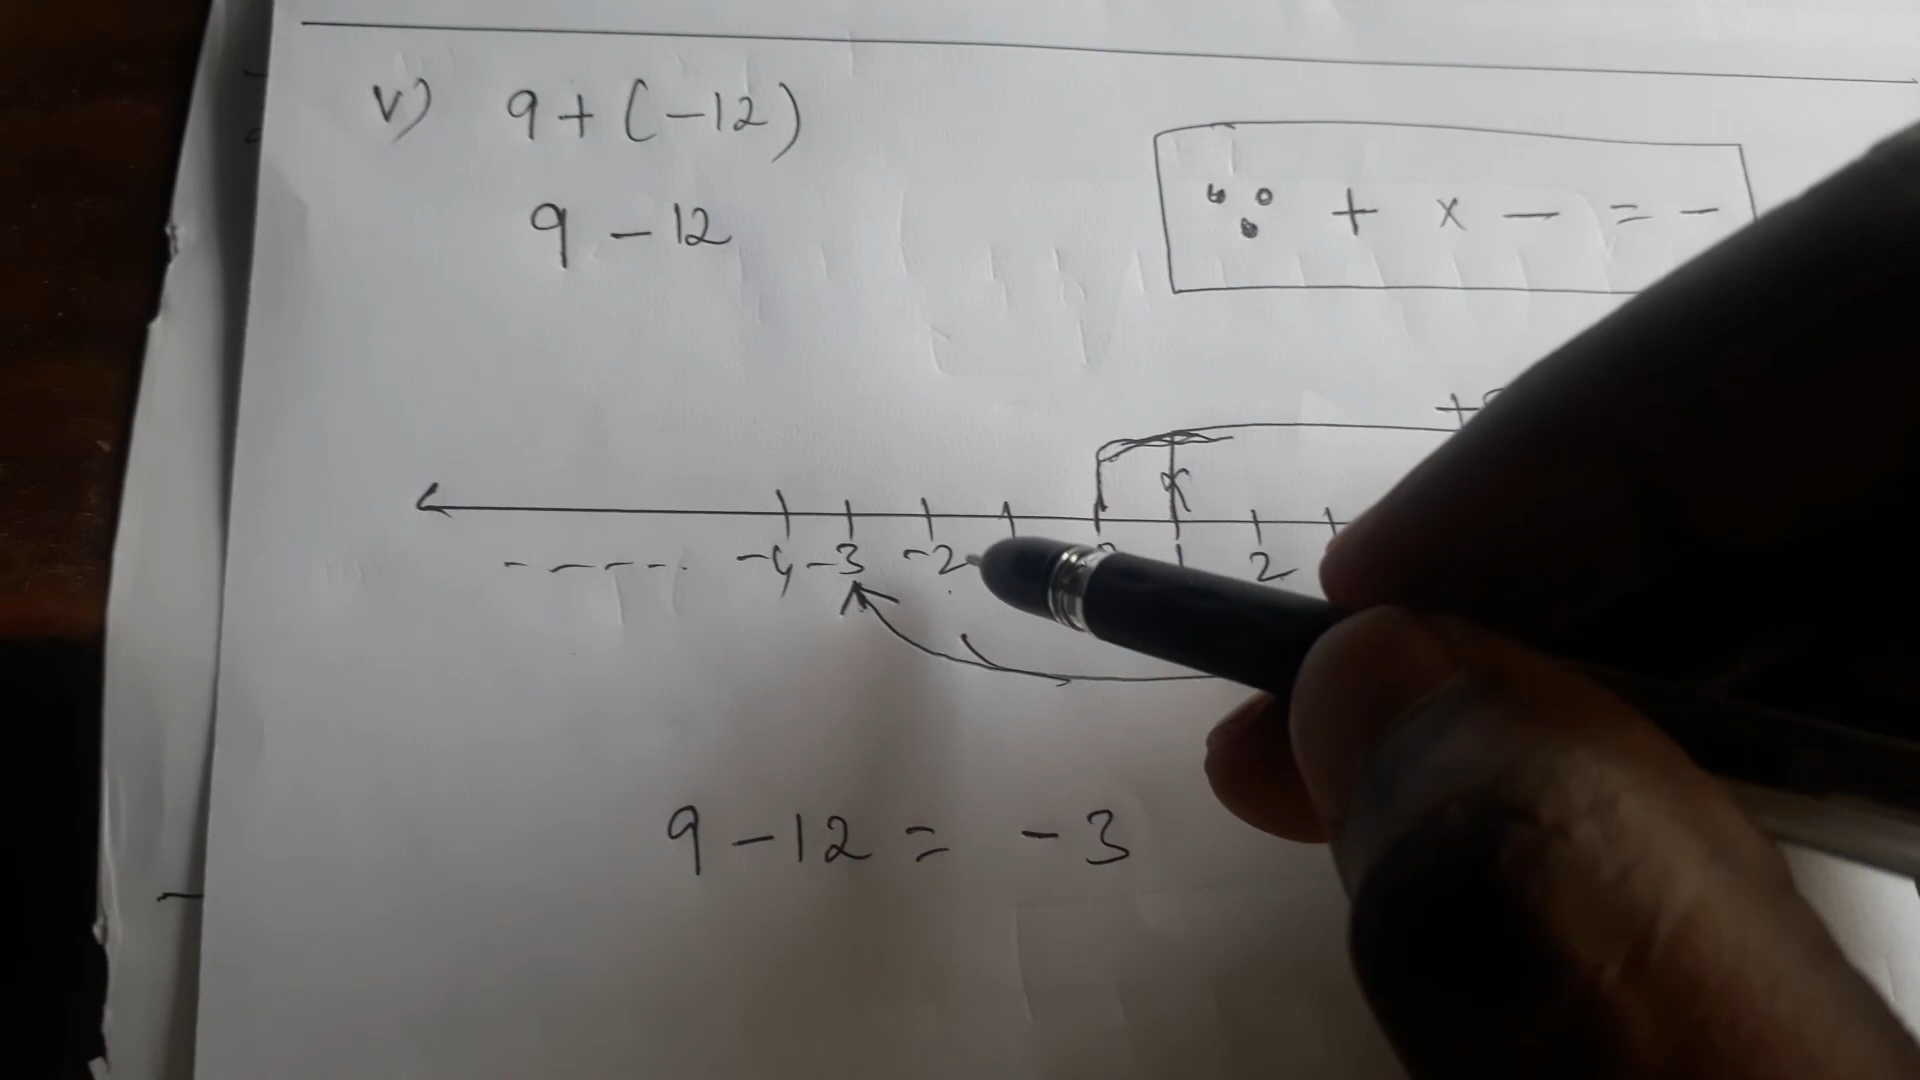 v) 9 + (-12)
∵ + × - = -
9 - 12
-4 -3 -2 1 2
9 - 12 = -3